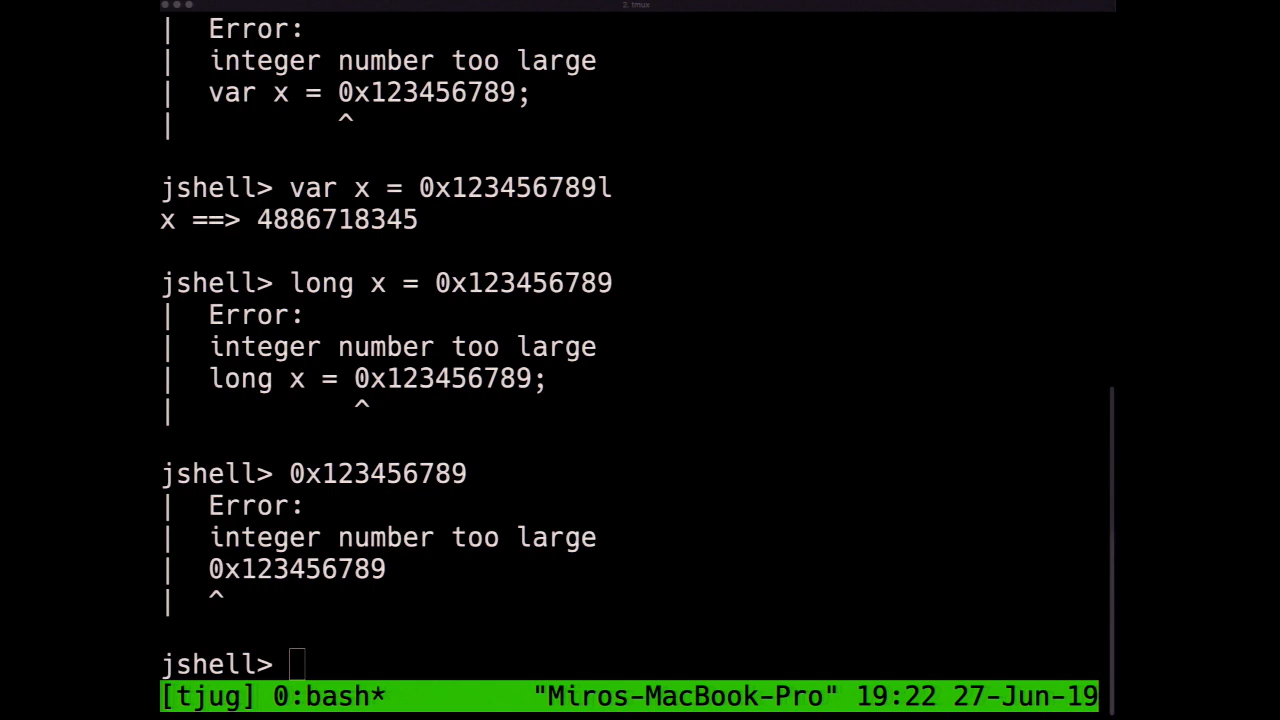 2. tmux
|  Error:
|  integer number too large
|  var x = 0x123456789;
|          ^
jshell> var x = 0x123456789l
x ==> 4886718345
jshell> long x = 0x123456789
|  Error:
|  integer number too large
|  long x = 0x123456789;
|           ^
jshell> 0x123456789
|  Error:
|  integer number too large
|  0x123456789
|  ^
jshell>
[tjug] 0:bash*         "Miros-MacBook-Pro" 19:22 27-Jun-19